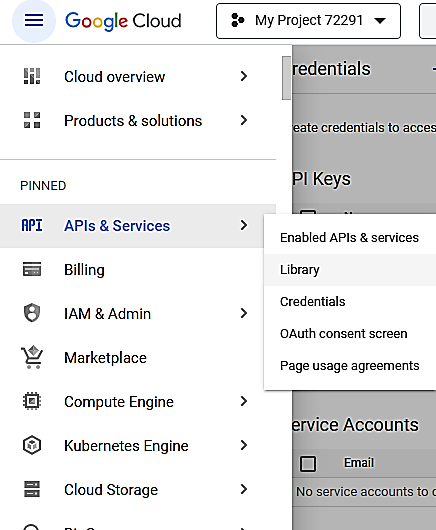 Google Cloud
My Project 72291
Cloud overview
Products & solutions
PINNED
API APIs & Services
Billing
IAM & Admin
Marketplace
Compute Engine
Kubernetes Engine
Cloud Storage
redentials
reate credentials to acces
PI Keys
Enabled APIs & services
Library
Credentials
OAuth consent screen
Page usage agreements
ervice Accounts
Email
No service accounts to d